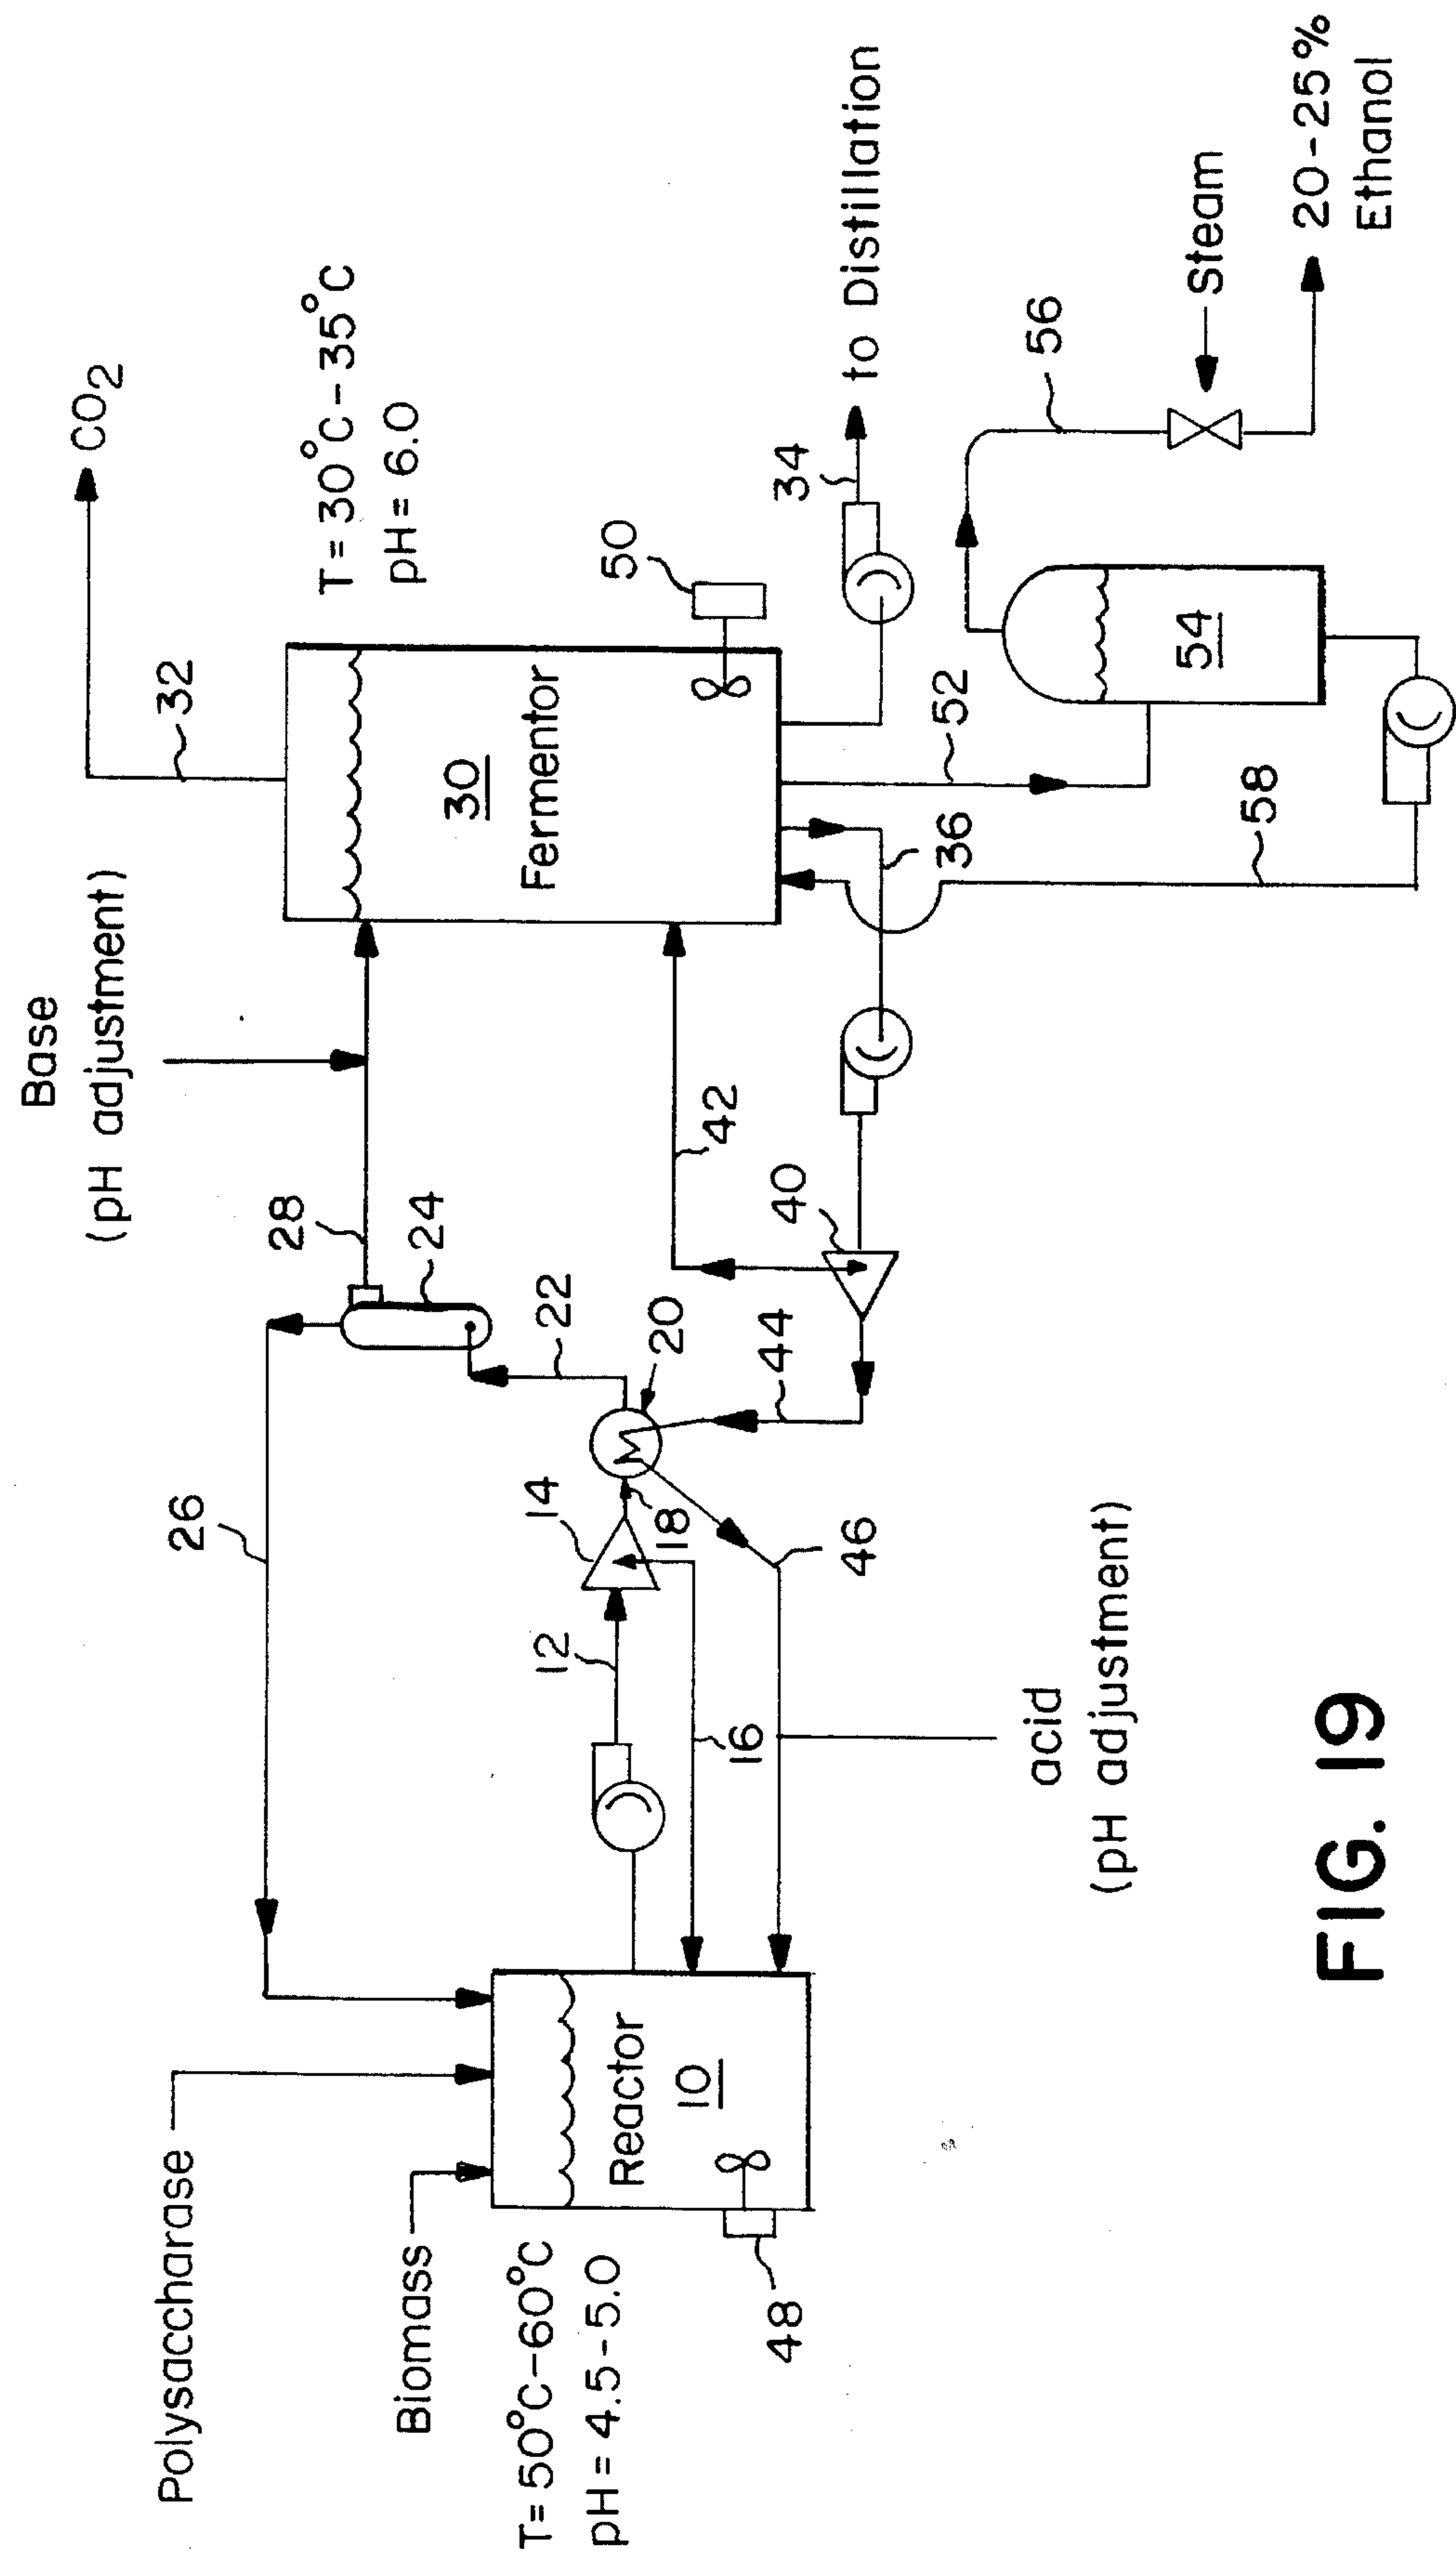 Base
(pH adjustment)
CO2
32
T= 30°C-35°C
pH= 6.0
30
Fermentor
50
34
to Distillation
52
36
58
54
56
Steam
20-25%
Ethanol
28
24
42
40
22
20
44
26
14
18
12
16
46
Polysaccharase
Biomass
T= 50°C-60°C
pH= 4.5-5.0
Reactor
10
48
acid
(pH adjustment)
FIG. 19